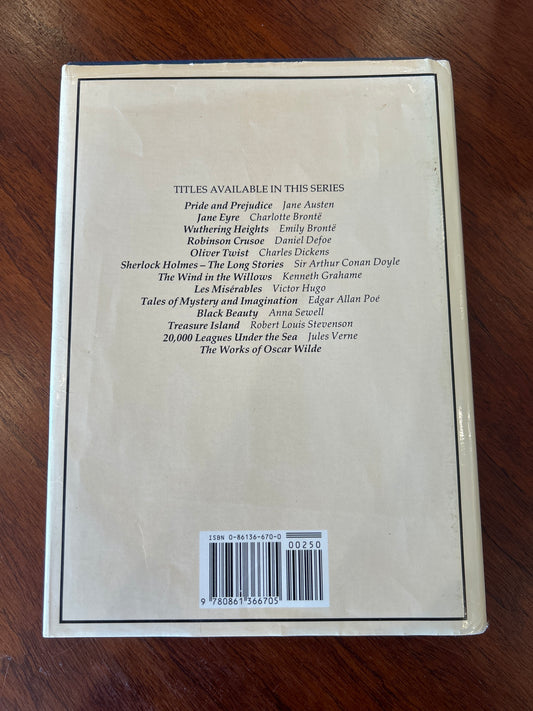 TITLES AVAILABLE IN THIS SERIES
Pride and Prejudice Jane Austen
Jane Eyre Charlotte Brontë
Wuthering Heights Emily Brontë
Robinson Crusoe Daniel Defoe
Oliver Twist Charles Dickens
Sherlock Holmes – The Long Stories Sir Arthur Conan Doyle
The Wind in the Willows Kenneth Grahame
Les Misérables Victor Hugo
Tales of Mystery and Imagination Edgar Allan Poé
Black Beauty Anna Sewell
Treasure Island Robert Louis Stevenson
20,000 Leagues Under the Sea Jules Verne
The Works of Oscar Wilde
ISBN 0-86136-670-0
00250
9 780861 366705